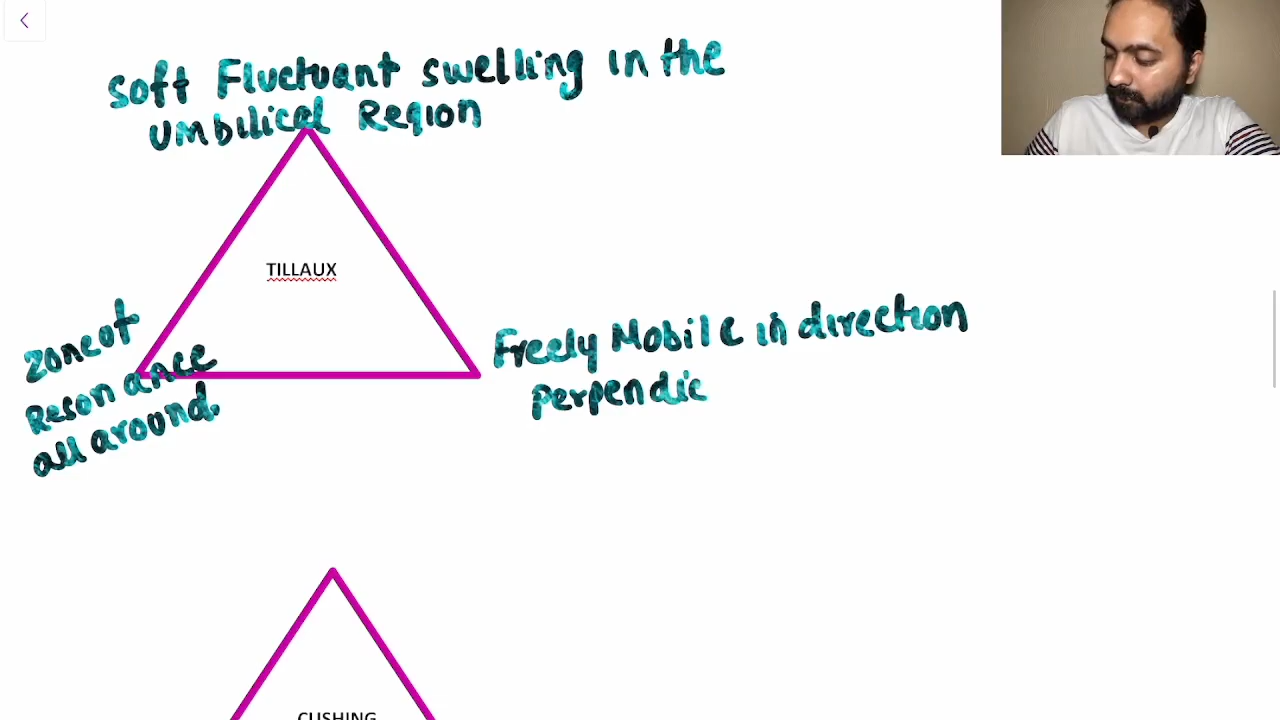 Soft Fluctuant swelling in the
Umbilical Region
TILLAUX
Zone of
Resonance
all around.
Freely Mobile in direction
perpendic
CUSHING